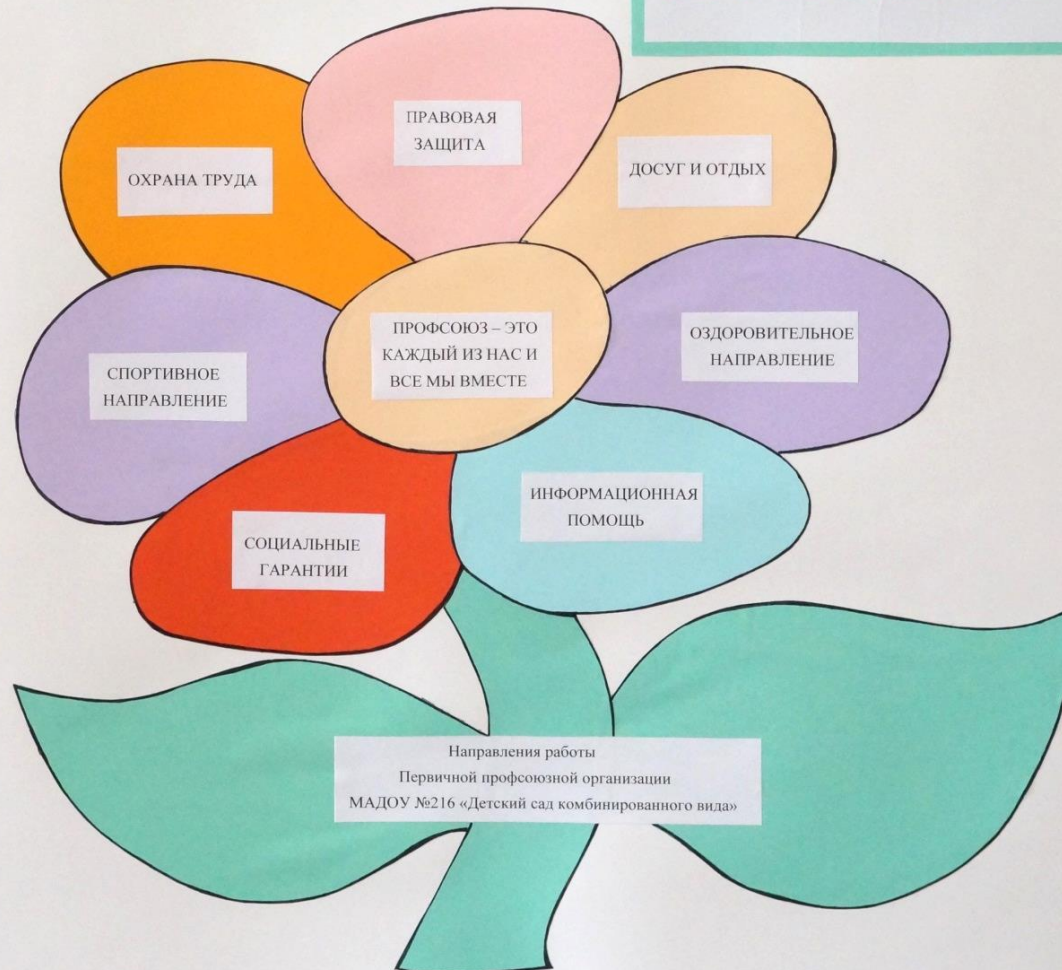 ПРАВОВАЯ
ЗАЩИТА
ОХРАНА ТРУДА
ДОСУГ И ОТДЫХ
ПРОФСОЮЗ – ЭТО
КАЖДЫЙ ИЗ НАС И
ВСЕ МЫ ВМЕСТЕ
ОЗДОРОВИТЕЛЬНОЕ
НАПРАВЛЕНИЕ
СПОРТИВНОЕ
НАПРАВЛЕНИЕ
ИНФОРМАЦИОННАЯ
ПОМОЩЬ
СОЦИАЛЬНЫЕ
ГАРАНТИИ
Направления работы
Первичной профсоюзной организации
МАДОУ №216 «Детский сад комбинированного вида»